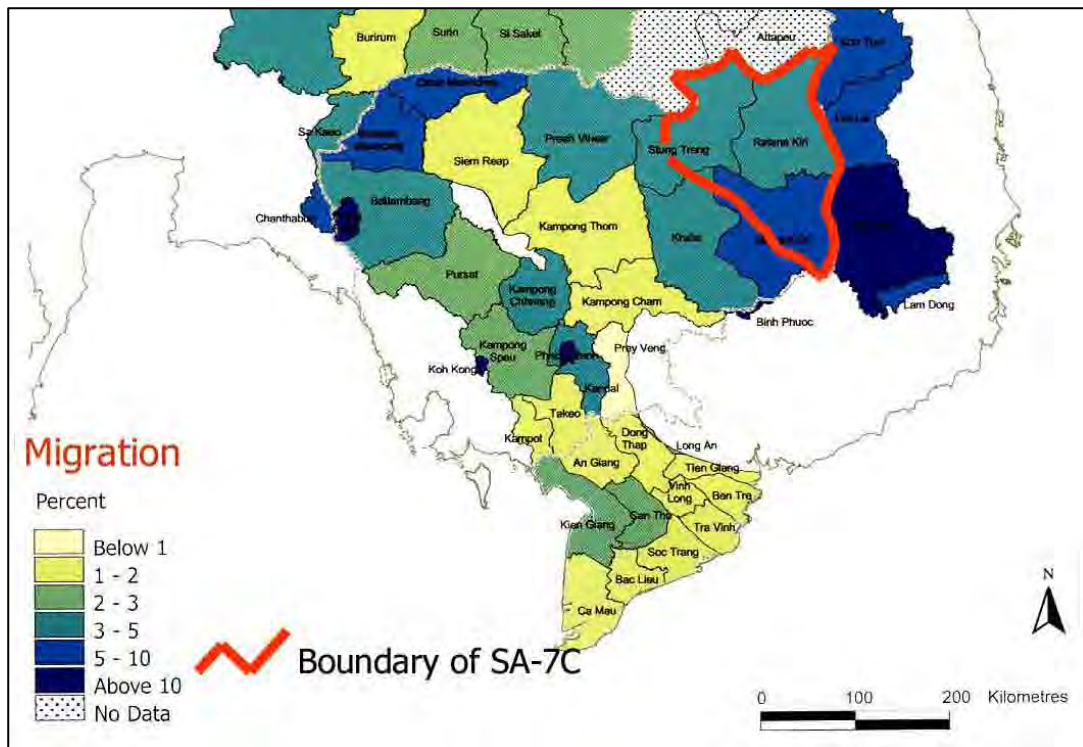 Burirum
Surin
Si Saket
Attapeu
Kon Tum
Sa Kaeo
Siem Reap
Preah Vihear
Stung Treng
Ratana Kiri
Chanthaburi
Battambang
Kampong Thom
Kratie
Pursat
Kampong Chhnang
Kampong Cham
Binh Phuoc
Lam Dong
Kampong Speu
Koh Kong
Prey Veng
Kandal
Takeo
Kampot
Dong Thap
Long An
An Giang
Tien Giang
Vinh Long
Ben Tre
Kien Giang
Can Tho
Tra Vinh
Soc Trang
Bac Lieu
Ca Mau
Migration
Percent
Below 1
1 - 2
2 - 3
3 - 5
5 - 10
Above 10
No Data
Boundary of SA-7C
N
0 100 200 Kilometres